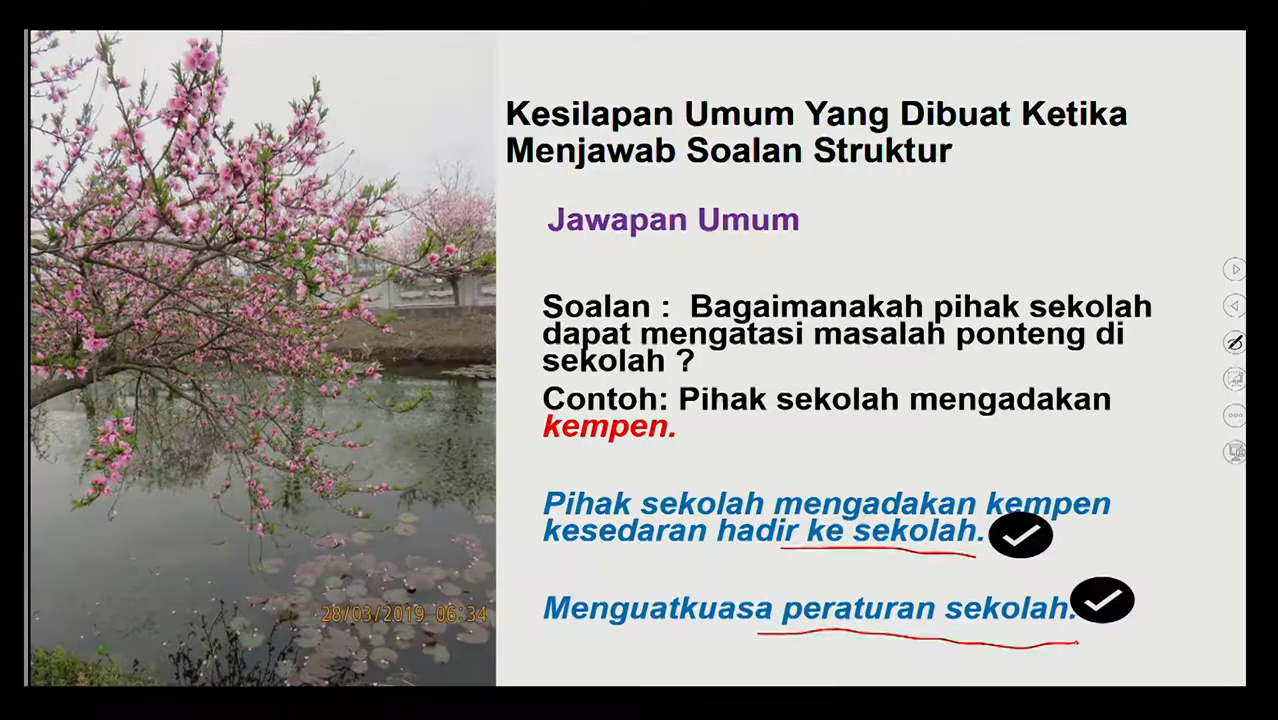 Kesilapan Umum Yang Dibuat Ketika
Menjawab Soalan Struktur
Jawapan Umum
Soalan : Bagaimanakah pihak sekolah
dapat mengatasi masalah ponteng di
sekolah ?
Contoh: Pihak sekolah mengadakan
kempen.
Pihak sekolah mengadakan kempen
kesedaran hadir ke sekolah.
Menguatkuasa peraturan sekolah.
28/03/2019 06:34